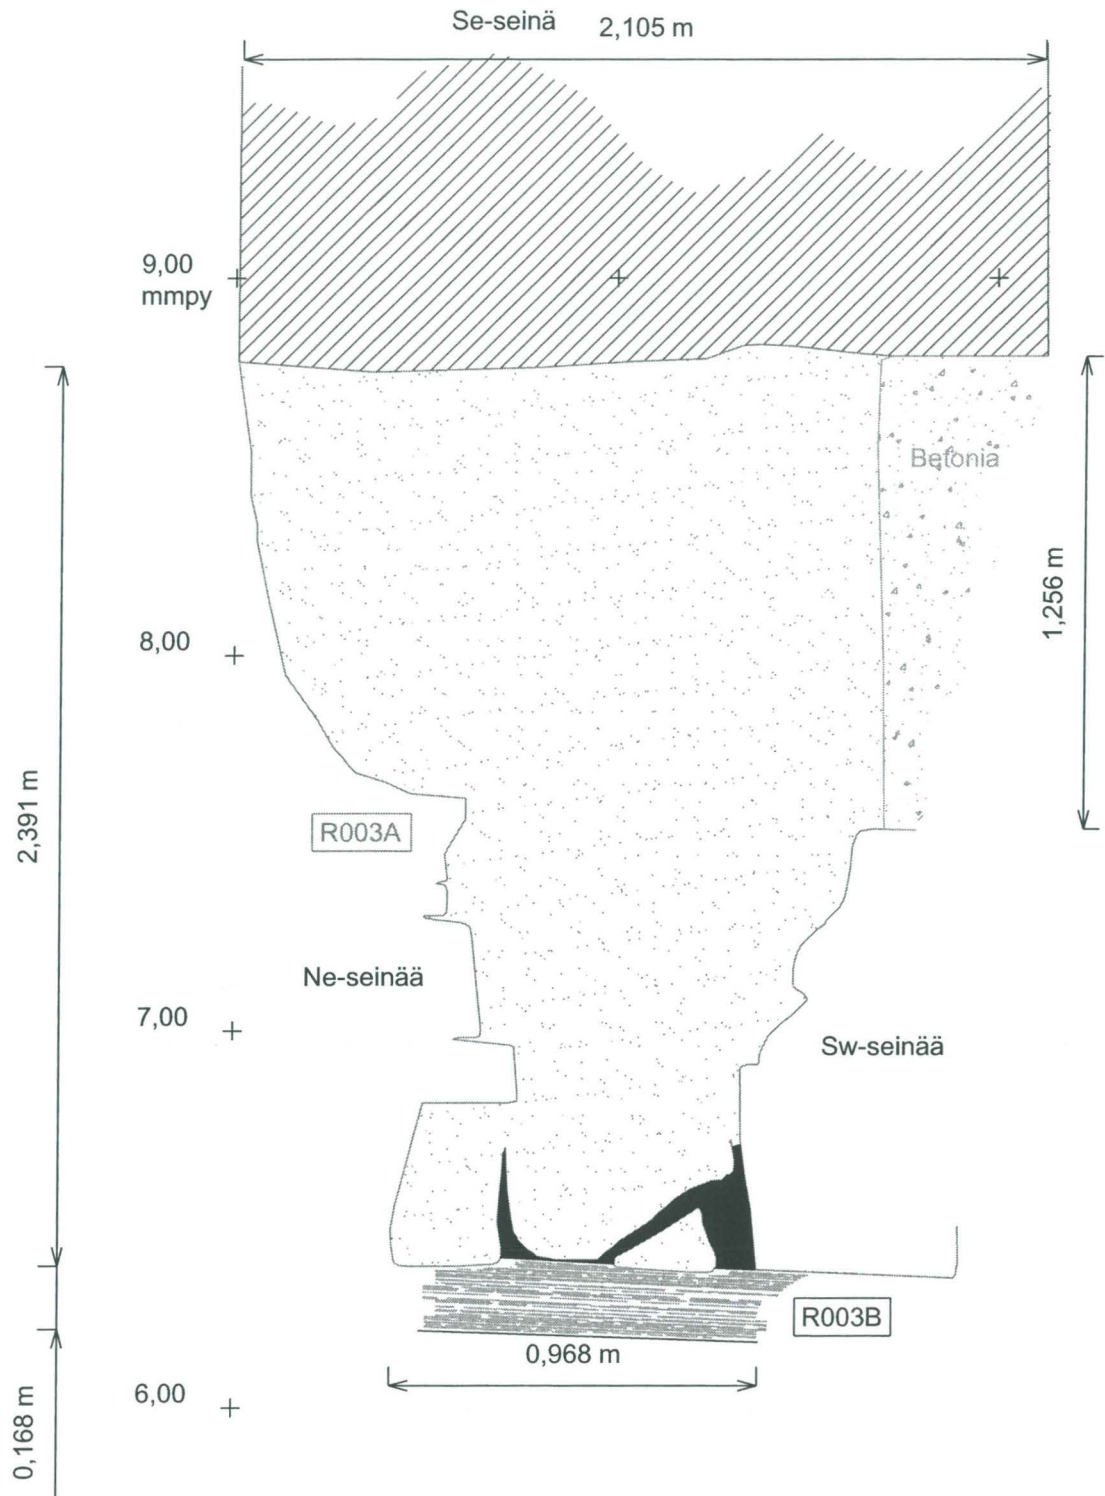 Se-seinä 2,105 m
9,00
mmpy
Betonia
1,256 m
8,00
2,391 m
R003A
Ne-seinää
7,00
Sw-seinää
R003B
0,968 m
6,00
0,168 m